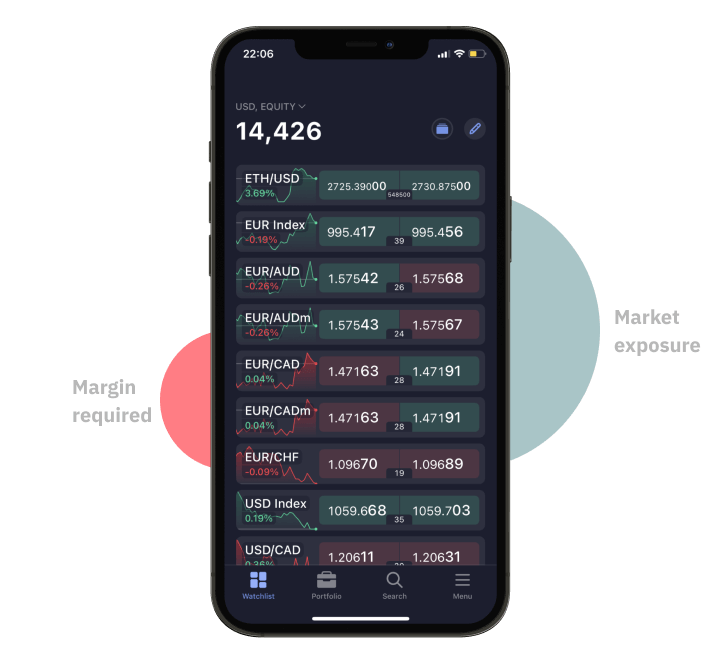 22:06
USD, EQUITY
14,426
ETH/USD
3.69%
2725.39000 2730.87500
548500
EUR Index
-0.19%
995.417 995.456
39
EUR/AUD
-0.26%
1.57542 1.57568
26
EUR/AUDm
-0.26%
1.57543 1.57567
24
EUR/CAD
0.04%
1.47163 1.47191
28
EUR/CADm
0.04%
1.47163 1.47191
28
EUR/CHF
-0.09%
1.09670 1.09689
19
USD Index
0.19%
1059.668 1059.703
35
USD/CAD
0.36%
1.20611 1.20631
Watchlist Portfolio Search Menu
Margin
required
Market
exposure